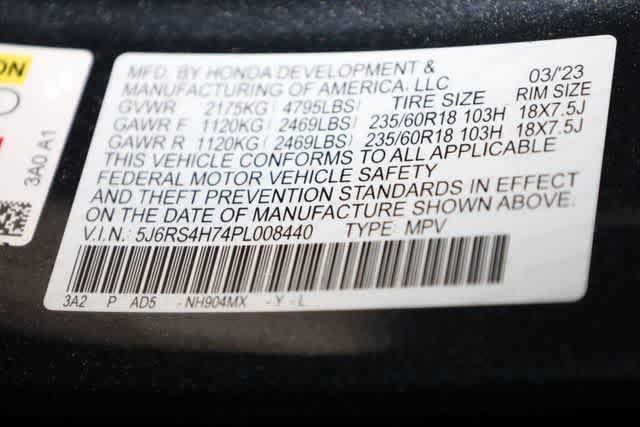 ON
3A0 A1
MFD. BY HONDA DEVELOPMENT & 03/'23
MANUFACTURING OF AMERICA, LLC RIM SIZE
GVWR 2175KG ( 4795LBS) TIRE SIZE 18X7.5J
GAWR F 1120KG ( 2469LBS) 235/60R18 103H 18X7.5J
GAWR R 1120KG ( 2469LBS) 235/60R18 103H
THIS VEHICLE CONFORMS TO ALL APPLICABLE
FEDERAL MOTOR VEHICLE SAFETY
AND THEFT PREVENTION STANDARDS IN EFFECT
ON THE DATE OF MANUFACTURE SHOWN ABOVE.
V.I.N. 5J6RS4H74PL008440 TYPE: MPV
3A2 P AD5 -NH904MX -Y-L